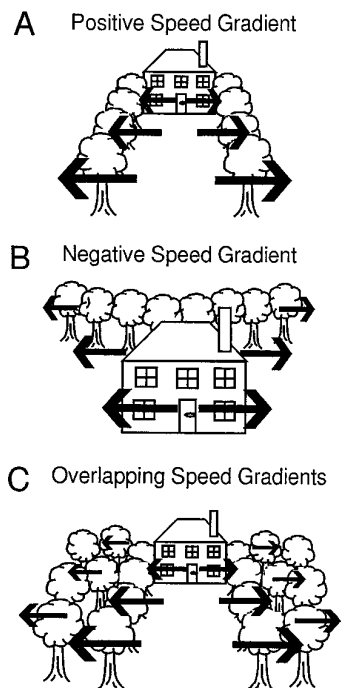 A Positive Speed Gradient
B Negative Speed Gradient
C Overlapping Speed Gradients